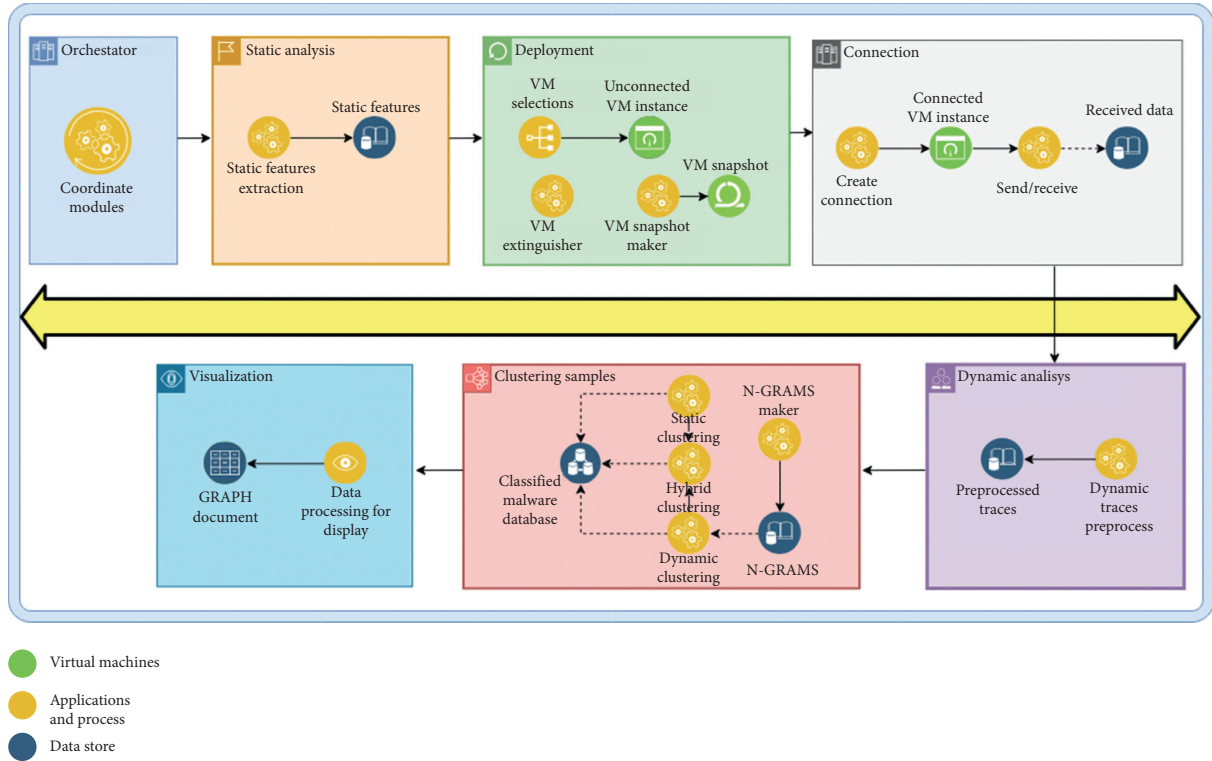 Orchestator
Coordinate
modules
Static analysis
Static features
Static features
extraction
Deployment
VM
selections
Unconnected
VM instance
VM snapshot
VM
extinguisher
VM snapshot
maker
Connection
Connected
VM instance
Received data
Create
connection
Send/receive
Visualization
GRAPH
document
Data
processing for
display
Clustering samples
N-GRAMS
maker
Static
clustering
Classified
malware
database
Hybrid
clustering
Dynamic
clustering
N-GRAMS
Dynamic analisys
Preprocessed
traces
Dynamic
traces
preprocess
Virtual machines
Applications
and process
Data store